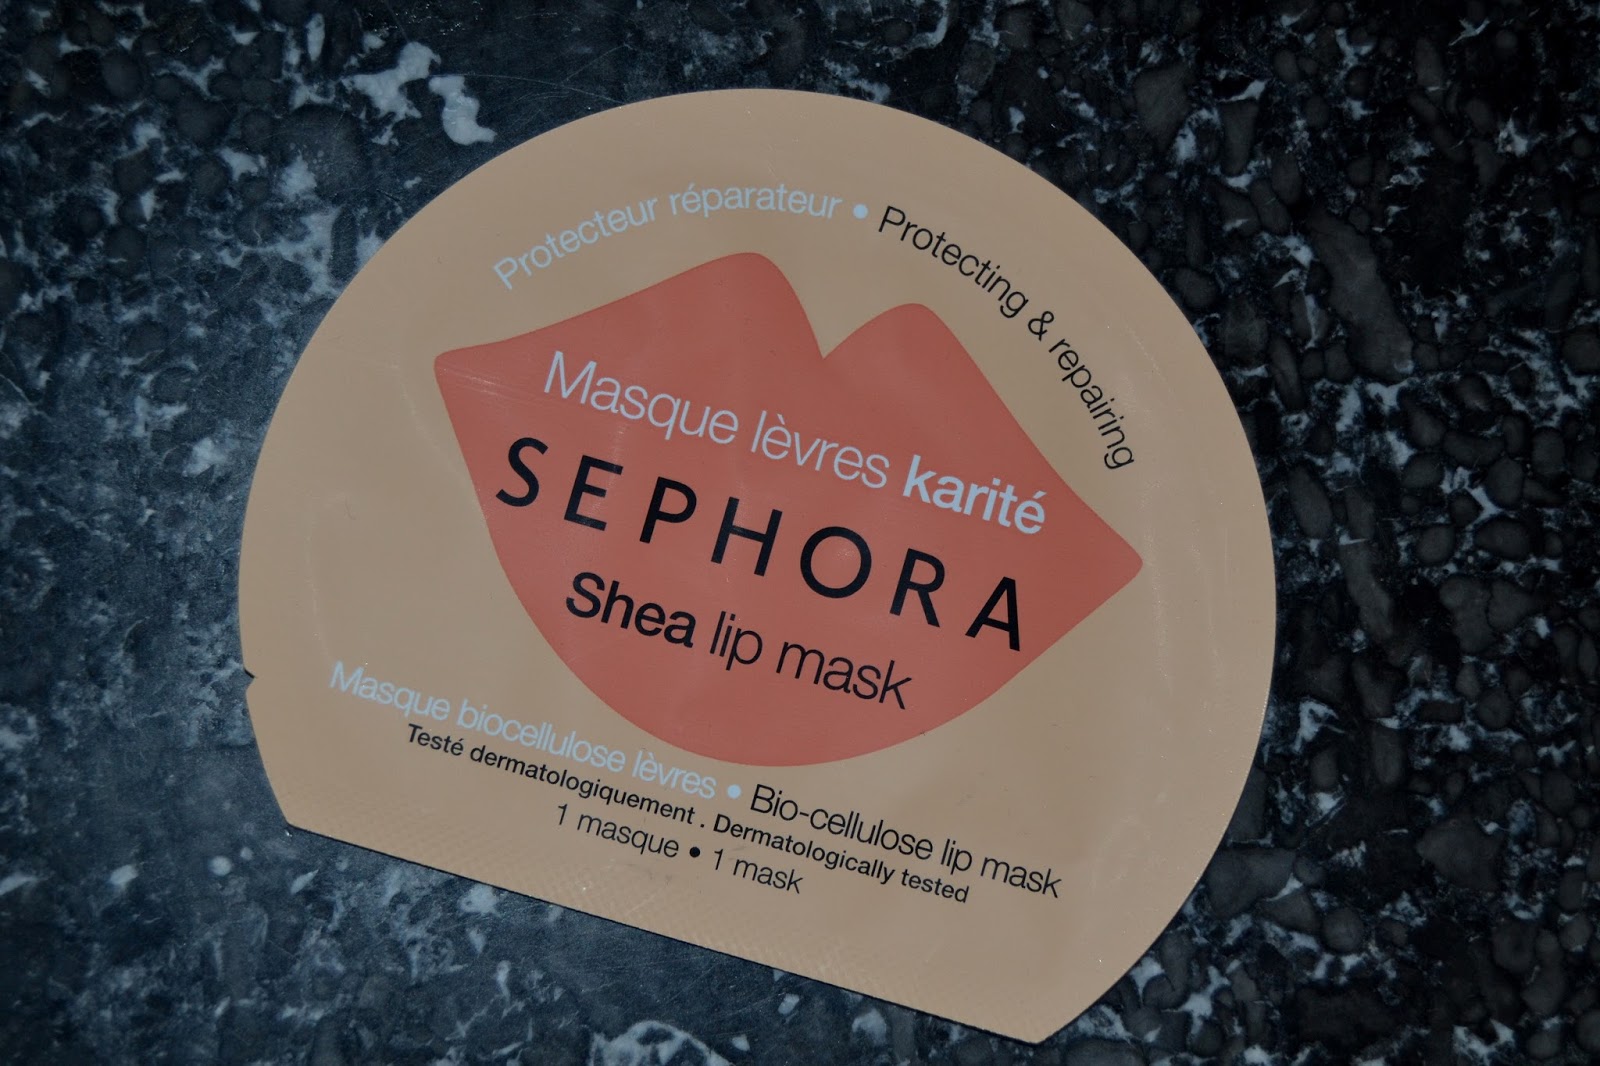 Protecteur réparateur • Protecting & repairing
Masque lèvres karité
SEPHORA
Shea lip mask
Masque biocellulose lèvres • Bio-cellulose lip mask
Testé dermatologiquement . Dermatologically tested
1 masque • 1 mask